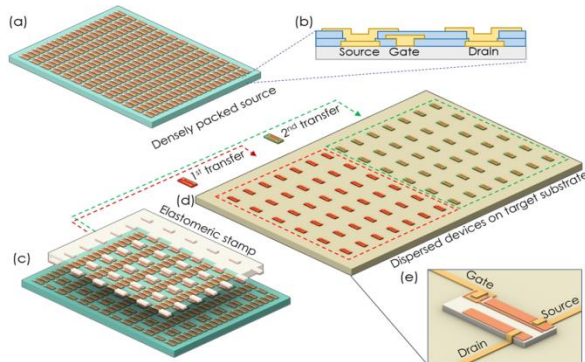 (a)
(b)
Source
Gate
Drain
Densely packed source
2nd transfer
1st transfer
(d)
Elastomeric stamp
Dispersed devices on target substrate
(c)
(e)
Gate
Source
Drain